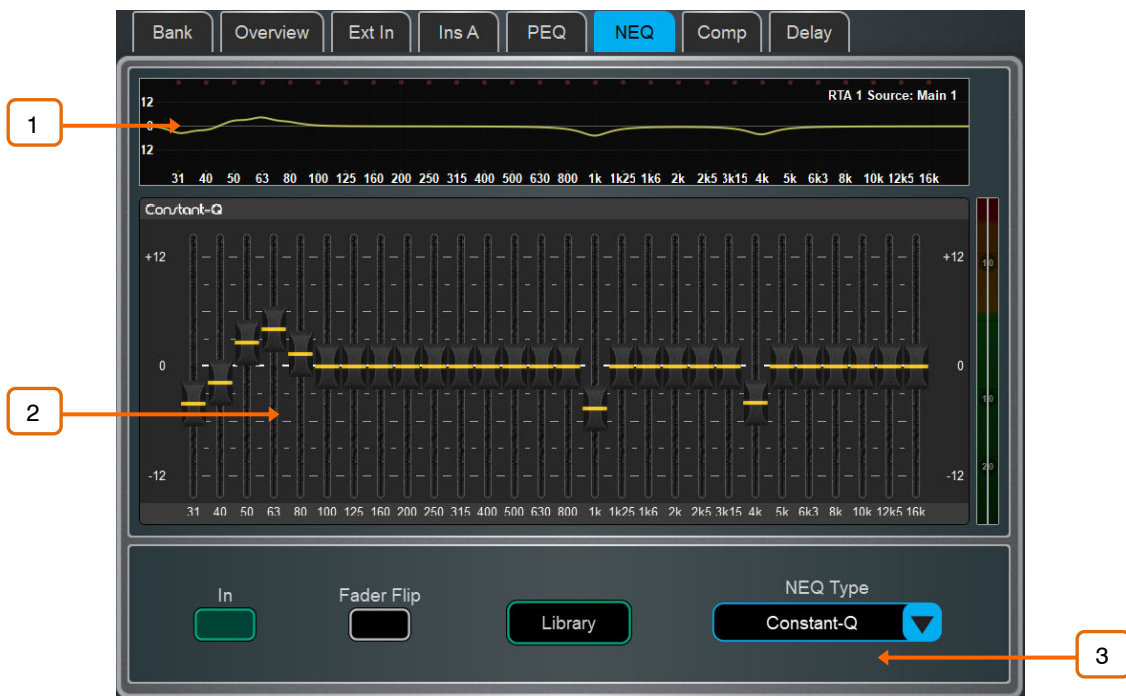 Bank Overview Ext In Ins A PEQ NEQ Comp Delay
RTA 1 Source: Main 1
12
1
0
12
31 40 50 63 80 100 125 160 200 250 315 400 500 630 800 1k 1k25 1k6 2k 2k5 3k15 4k 5k 6k3 8k 10k 12k5 16k
Constant-Q
+12 +12
10
0 0
10
2
20
-12 -12
31 40 50 63 80 100 125 160 200 250 315 400 500 630 800 1k 1k25 1k6 2k 2k5 3k15 4k 5k 6k3 8k 10k 12k5 16k
In Fader Flip NEQ Type
Library Constant-Q
3